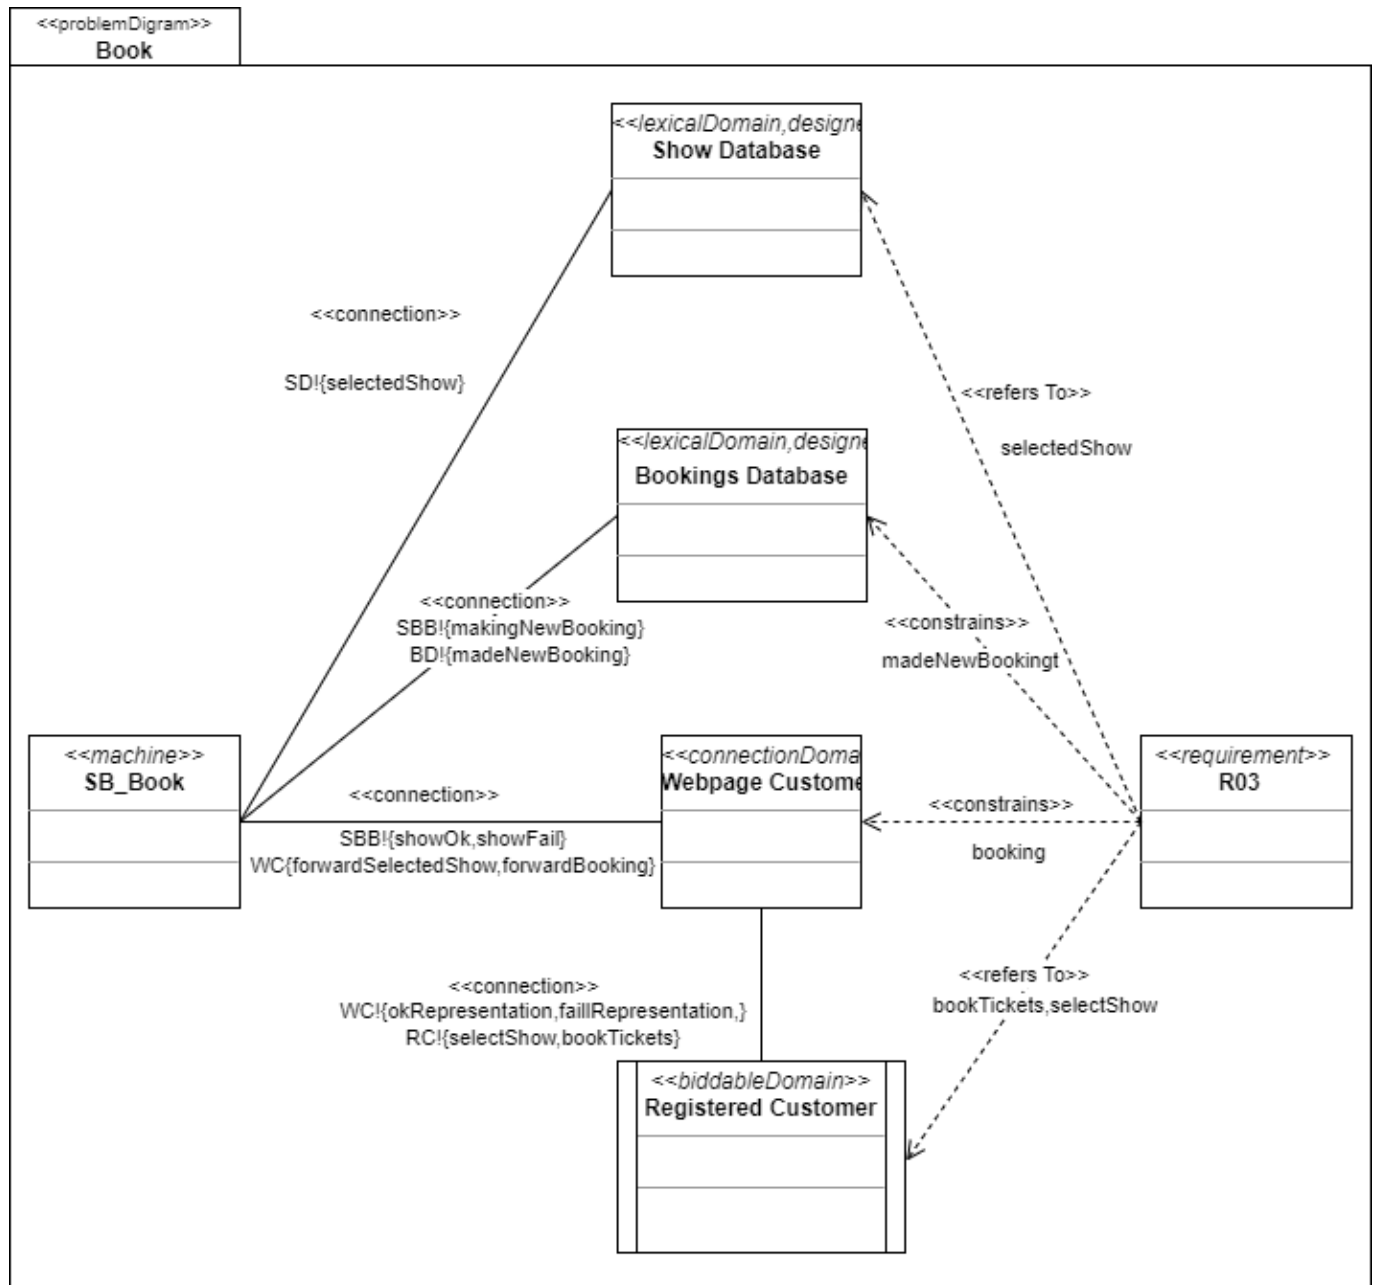 <<problemDigram>>
Book
<<lexicalDomain,designe
Show Database
<<connection>>
SD!{selectedShow}
<<refers To>>
selectedShow
<<lexicalDomain,designe
Bookings Database
<<connection>>
SBB!{makingNewBooking}
BD!{madeNewBooking}
<<constrains>>
madeNewBookingt
<<machine>>
SB_Book
<<connection>>
SBB!{showOk,showFail}
WC{forwardSelectedShow,forwardBooking}
<<connectionDomai
Webpage Custome
<<constrains>>
booking
<<requirement>>
R03
<<connection>>
WC!{okRepresentation,faillRepresentation,}
RC!{selectShow,bookTickets}
<<refers To>>
bookTickets,selectShow
<<biddableDomain>>
Registered Customer